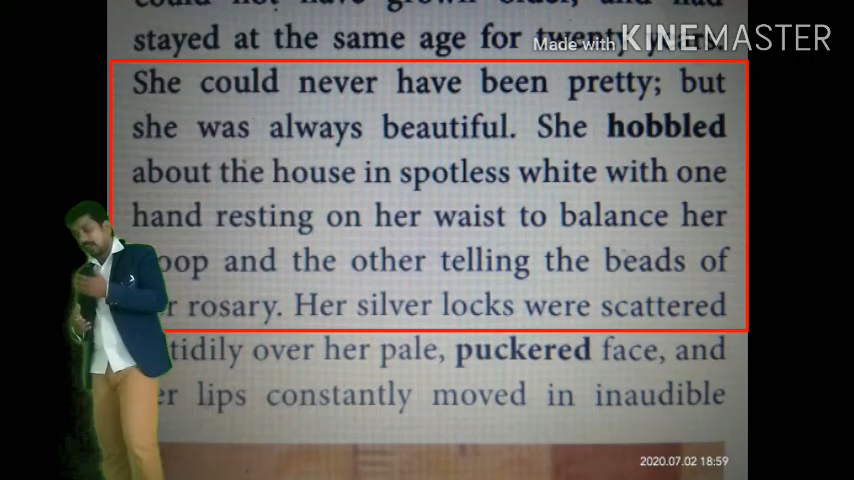 stayed at the same age for twenty years.
Made with KINEMASTER
She could never have been pretty; but
she was always beautiful. She hobbled
about the house in spotless white with one
hand resting on her waist to balance her
and the other telling the beads of
rosary. Her silver locks were scattered
over her pale, puckered face, and
lips constantly moved in inaudible
2020.07.02 18:59